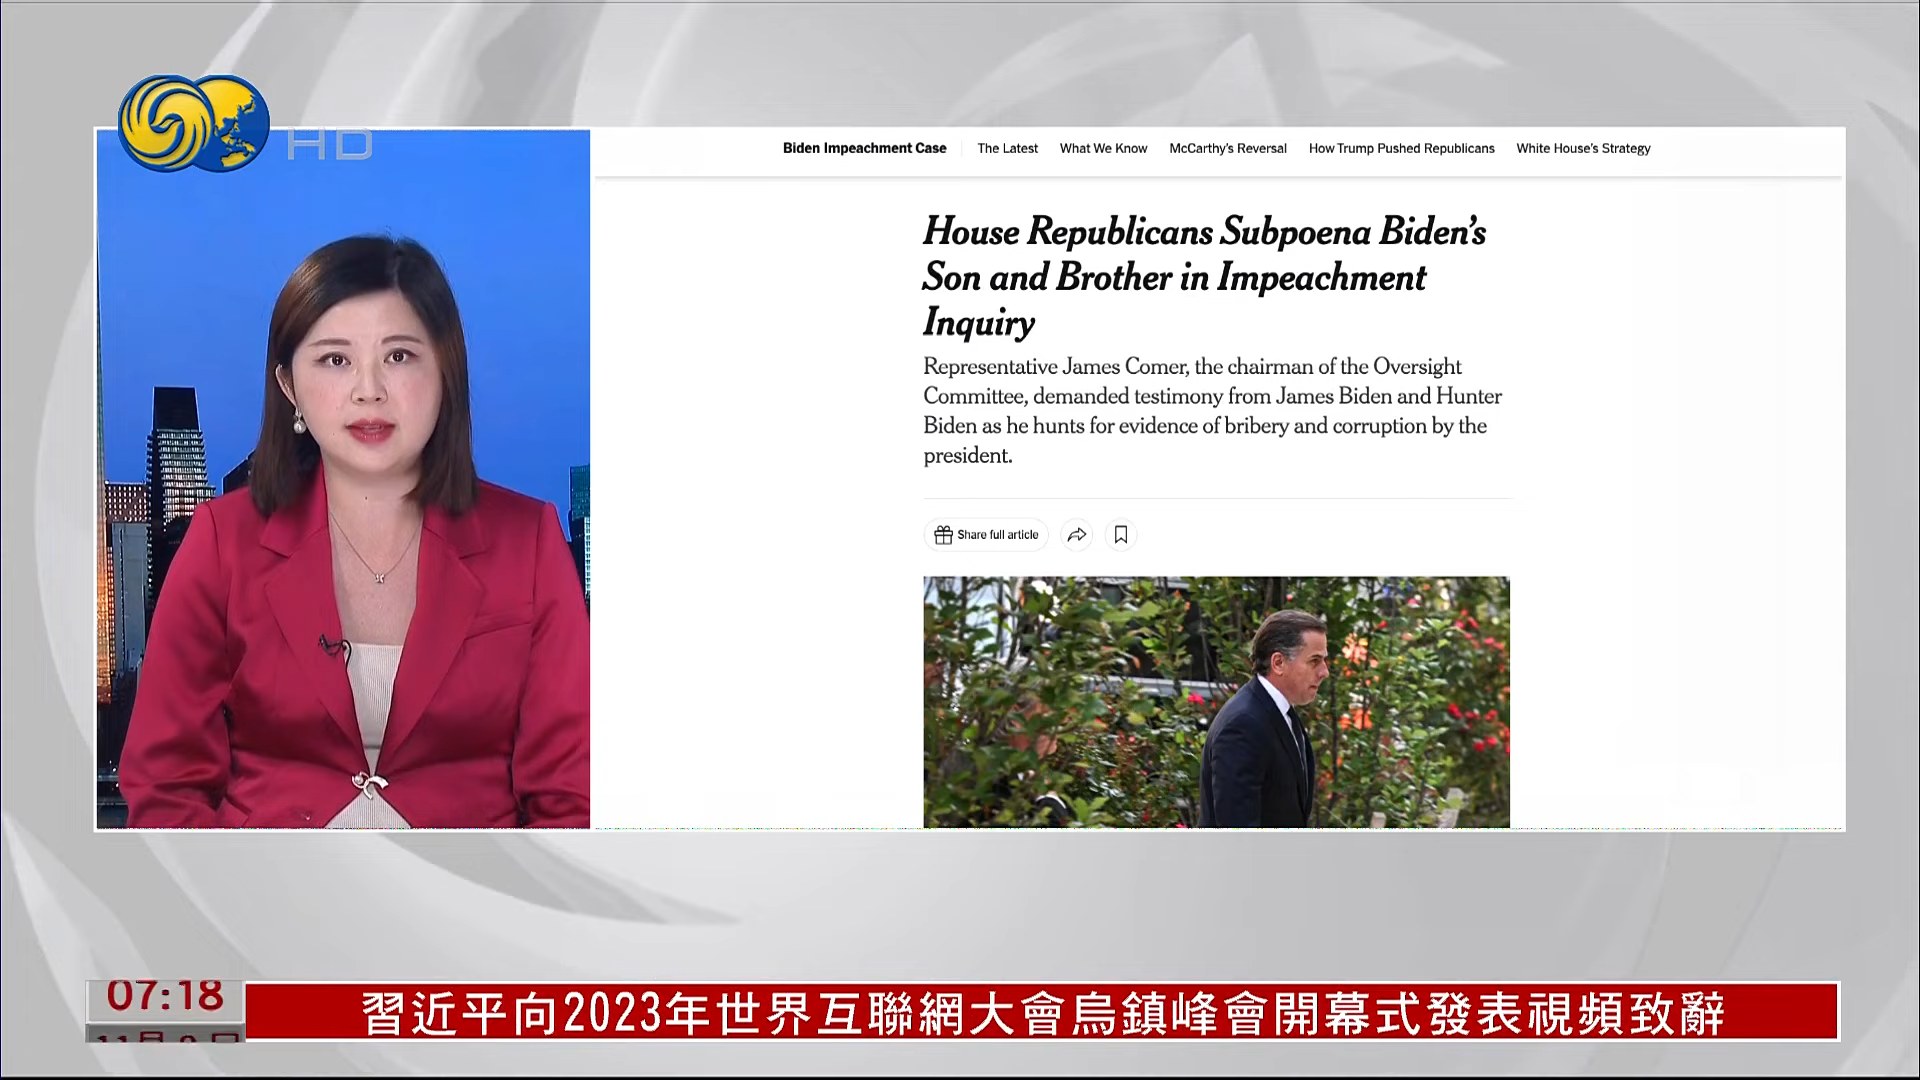 HD
Biden Impeachment Case
The Latest
What We Know
McCarthy's Reversal
How Trump Pushed Republicans
White House's Strategy
House Republicans Subpoena Biden's
Son and Brother in Impeachment
Inquiry
Representative James Comer, the chairman of the Oversight
Committee, demanded testimony from James Biden and Hunter
Biden as he hunts for evidence of bribery and corruption by the
president.
Share full article
07:18
習近平向2023年世界互聯網大會烏鎮峰會開幕式發表視頻致辭